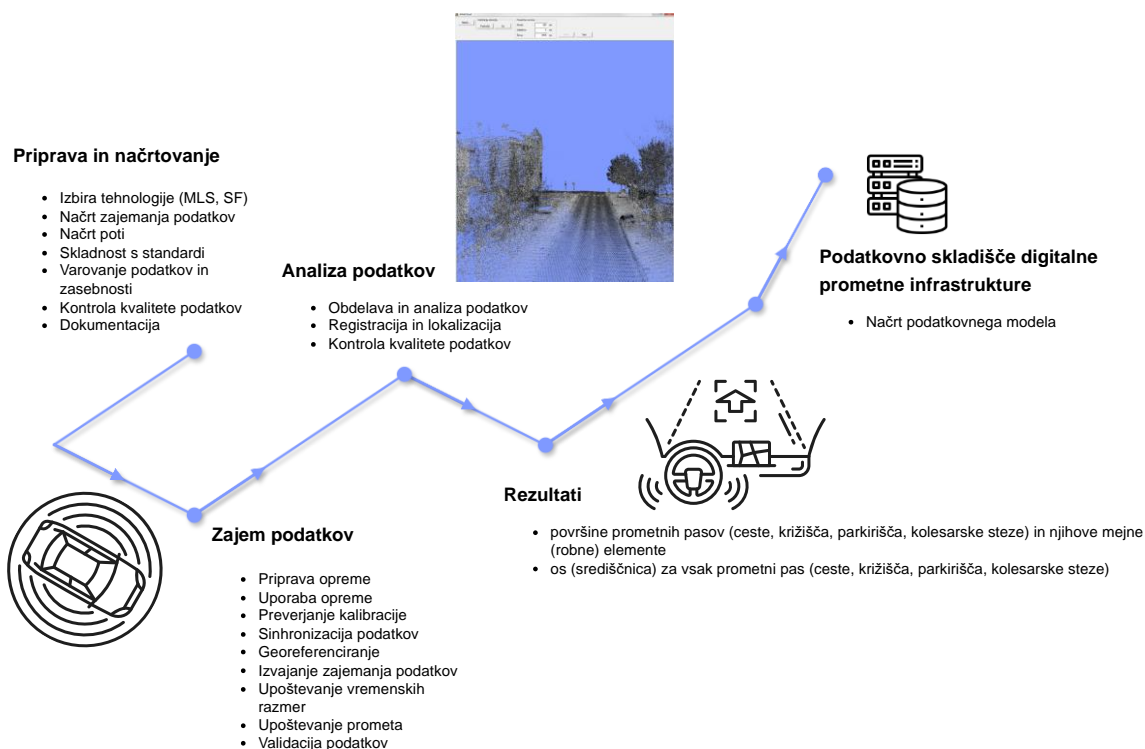 Priprava in načrtovanje
• Izbira tehnologije (MLS, SF)
• Načrt zajemanja podatkov
• Načrt poti
• Skladnost s standardi
• Varovanje podatkov in
zasebnosti
• Kontrola kvalitete podatkov
• Dokumentacija
Zajem podatkov
• Priprava opreme
• Uporaba opreme
• Preverjanje kalibracije
• Sinhronizacija podatkov
• Georeferenciranje
• Izvajanje zajemanja podatkov
• Upoštevanje vremenskih
razmer
• Upoštevanje prometa
• Validacija podatkov
Analiza podatkov
• Obdelava in analiza podatkov
• Registracija in lokalizacija
• Kontrola kvalitete podatkov
Rezultati
• površine prometnih pasov (ceste, križišča, parkirišča, kolesarske steze) in njihove mejne
(robne) elemente
• os (središčnica) za vsak prometni pas (ceste, križišča, parkirišča, kolesarske steze)
Podatkovno skladišče digitalne
prometne infrastrukture
• Načrt podatkovnega modela